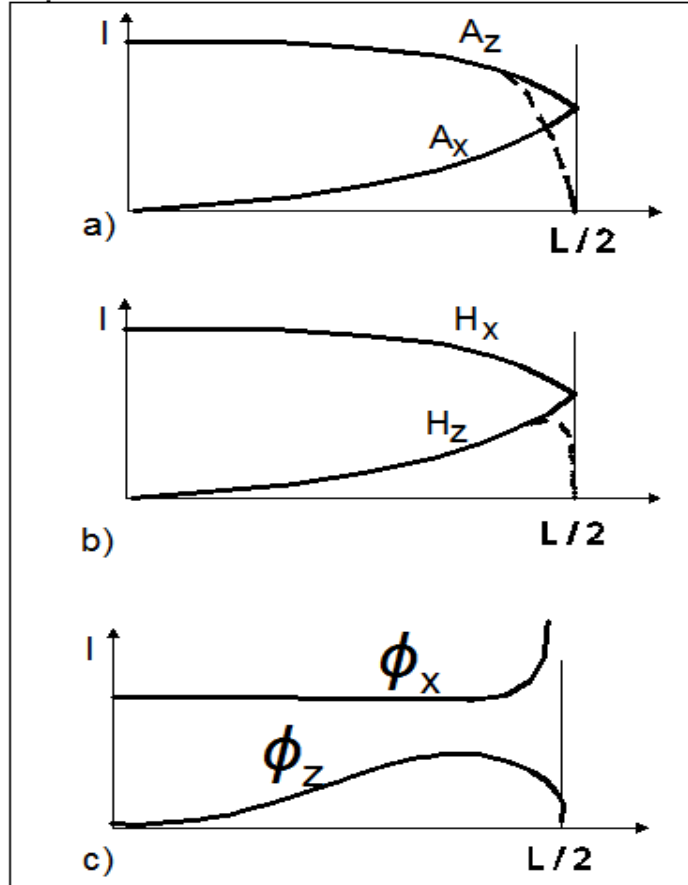 I
A_z
A_x
a)
L / 2
I
H_x
H_z
b)
L / 2
I
ϕ_x
ϕ_z
c)
L / 2